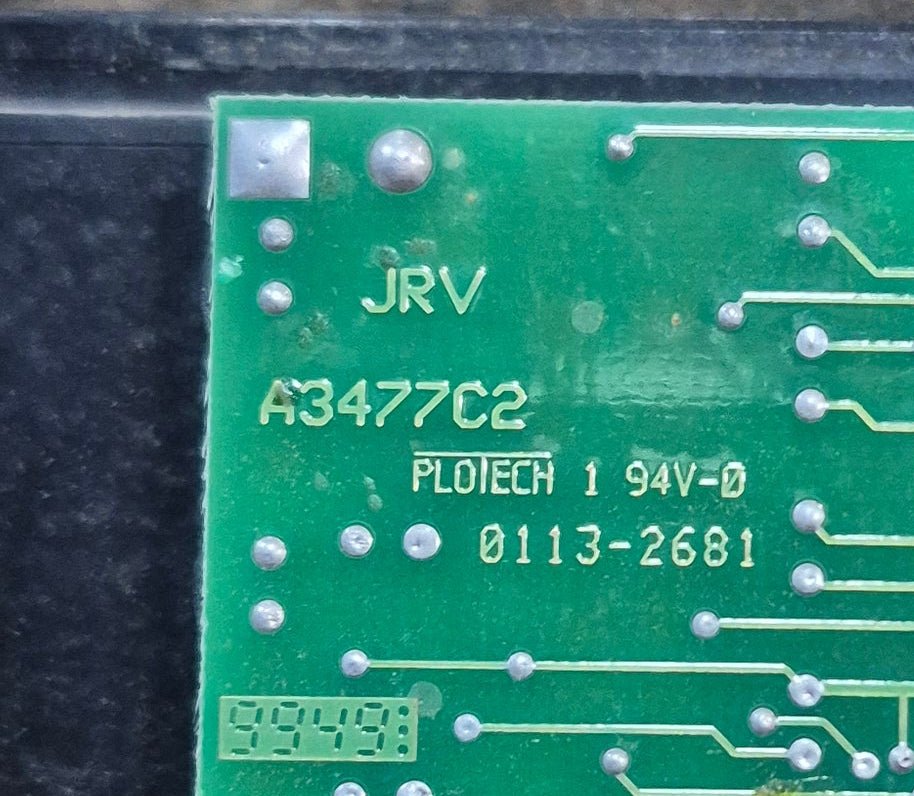 JRV
A3477C2
PLOTECH 1 94V-0
0113-2681
9949